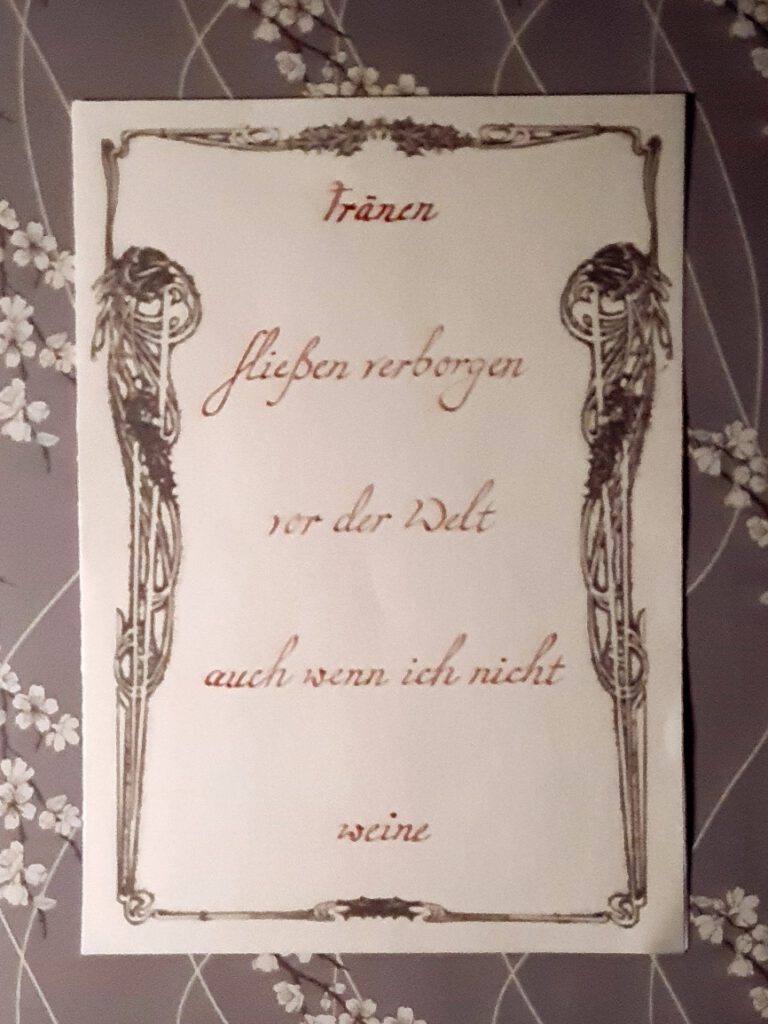 Tränen
fließen verborgen
vor der Welt
auch wenn ich nicht
weine